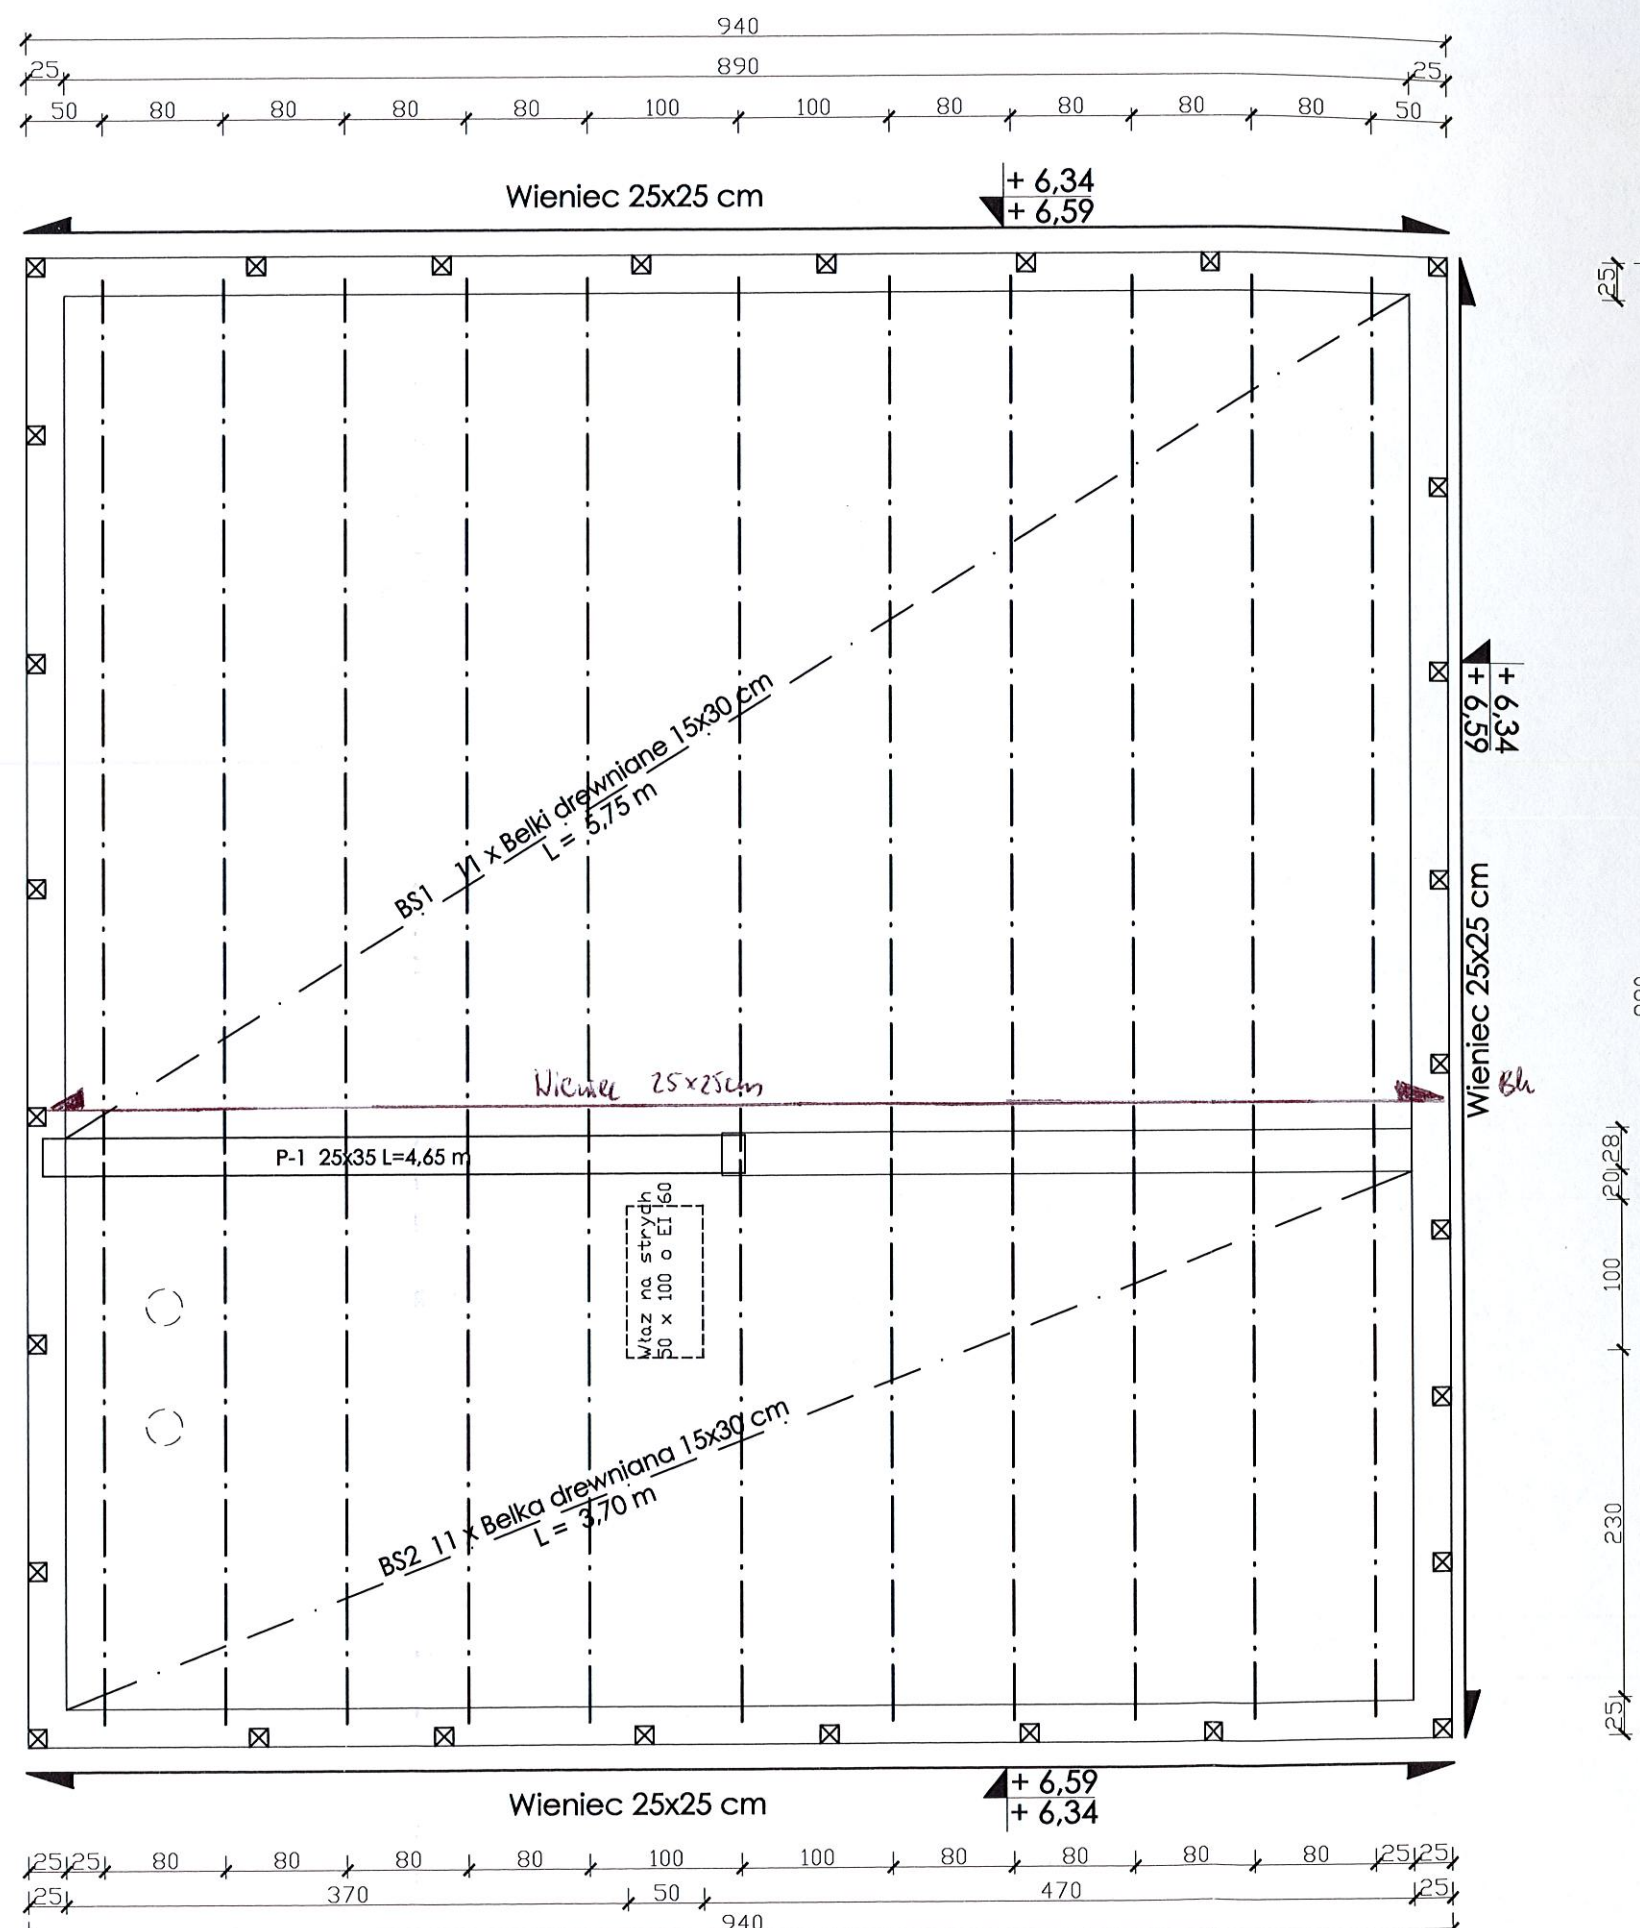 940
25 890 25
50 80 80 80 80 100 100 80 80 80 80 50
Wieniec 25x25 cm
+ 6,34
+ 6,59
25
BS1 11 x Belki drewniane 15x30 cm
L = 5,75 m
+ 6,34
+ 6,59
Wieniec 25x25 cm
Wieniec 25x25cm
P-1 25x35 L=4,65 m
28
20
Właz na strych
50 x 100 o EI 60
100
BS2 11 x Belka drewniana 15x30 cm
L = 3,70 m
230
25
Wieniec 25x25 cm
+ 6,59
+ 6,34
25 25 80 80 80 80 100 100 80 80 80 80 25 25
25 370 50 470 25
940